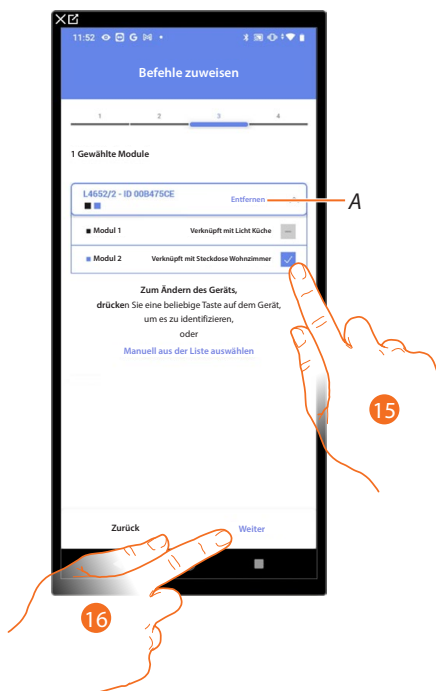 11:52 G M
Befehle zuweisen
1 2 3 4
1 Gewählte Module
L4652/2 - ID 00B475CE
Entfernen
A
Modul 1 Verknüpft mit Licht Küche
Modul 2 Verknüpft mit Steckdose Wohnzimmer
Zum Ändern des Geräts,
drücken Sie eine beliebige Taste auf dem Gerät,
um es zu identifizieren,
oder
Manuell aus der Liste auswählen
15
Zurück Weiter
16